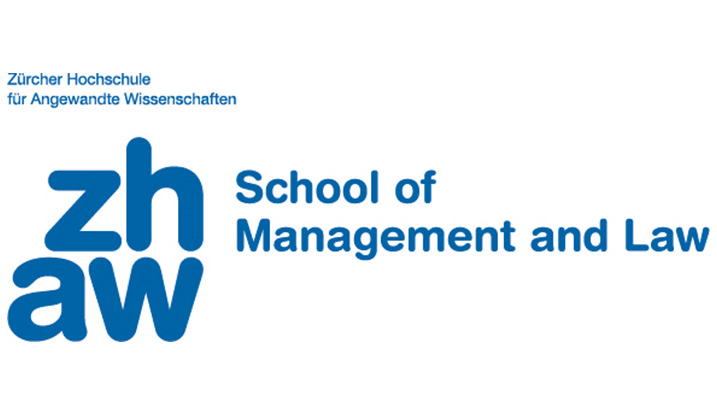 Zürcher Hochschule
für Angewandte Wissenschaften
zh
aw
School of
Management and Law